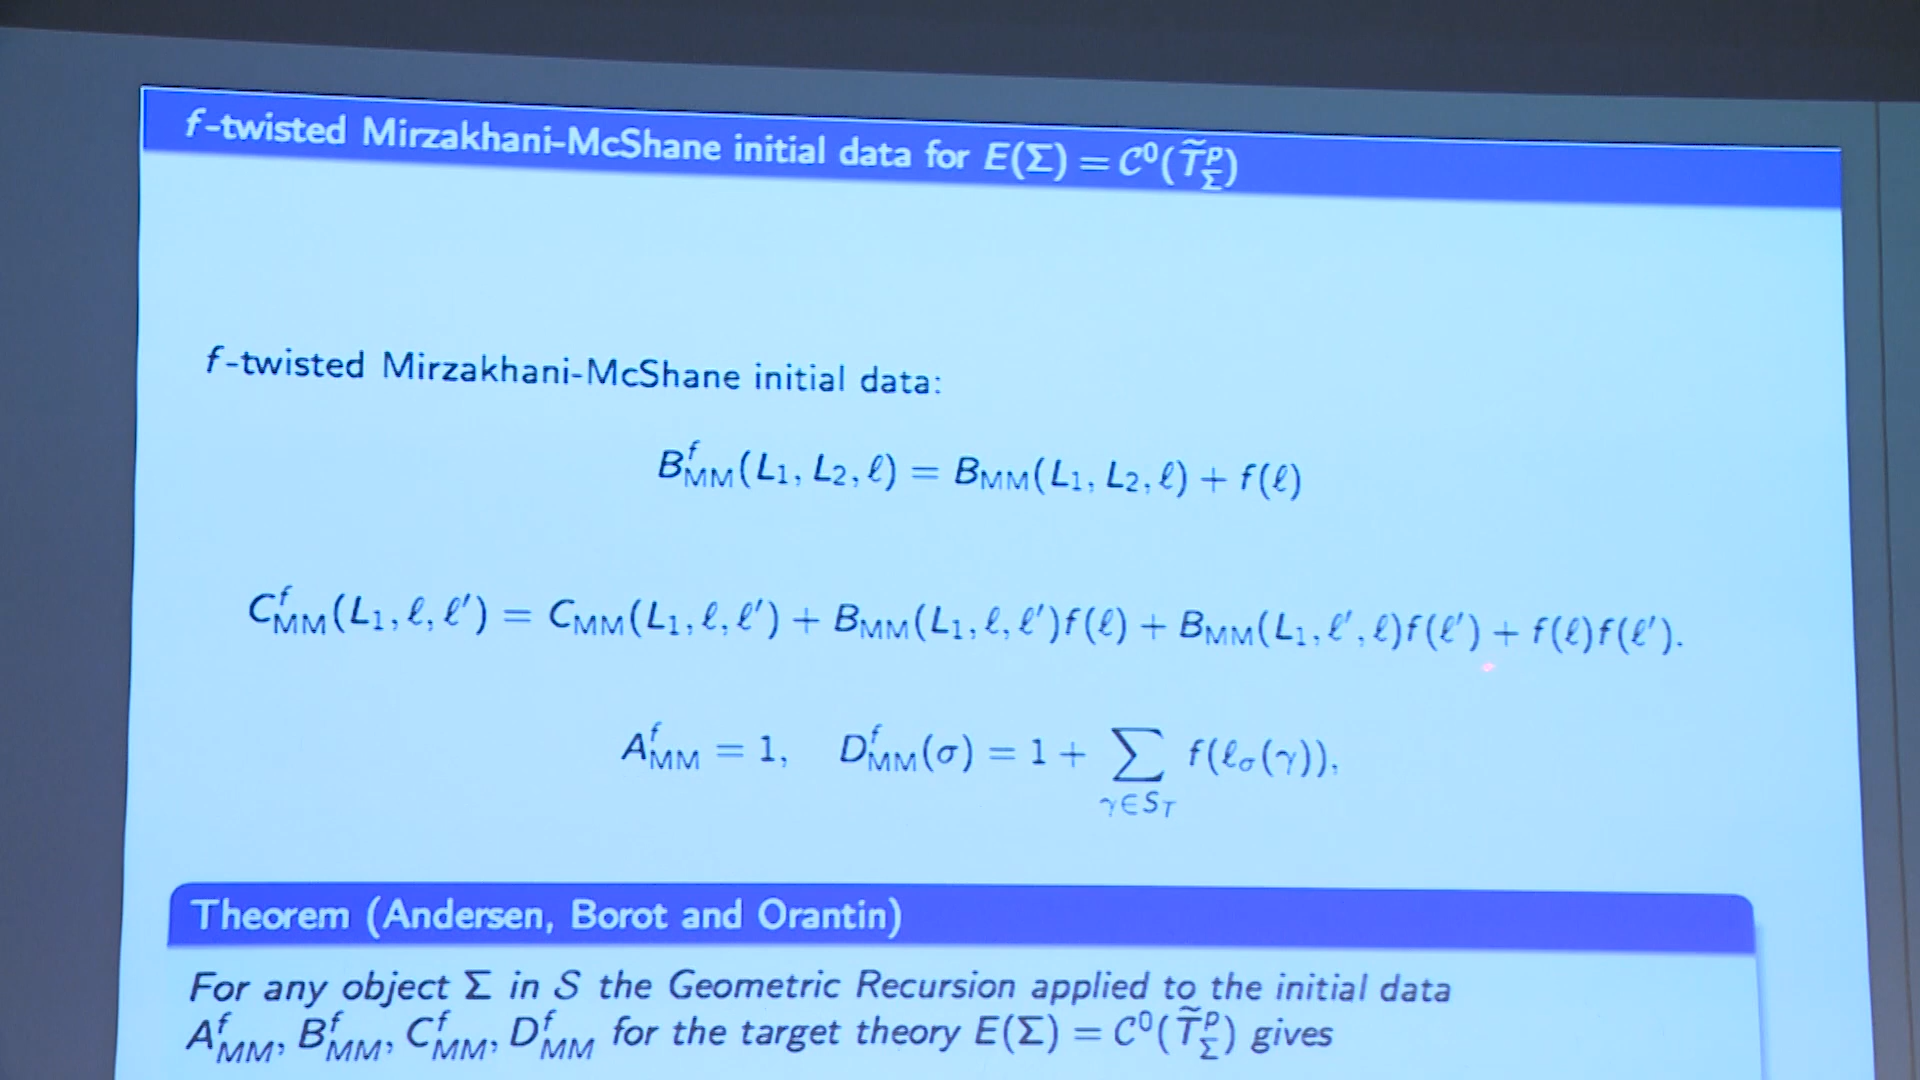 f-twisted Mirzakhani-McShane initial data for E(Σ) = C⁰(T̃ᵖ_Σ)
f-twisted Mirzakhani-McShane initial data:
B^f_MM(L₁, L₂, ℓ) = B_MM(L₁, L₂, ℓ) + f(ℓ)
C^f_MM(L₁, ℓ, ℓ′) = C_MM(L₁, ℓ, ℓ′) + B_MM(L₁, ℓ, ℓ′)f(ℓ) + B_MM(L₁, ℓ′, ℓ)f(ℓ′) + f(ℓ)f(ℓ′).
A^f_MM = 1, D^f_MM(σ) = 1 + ∑_{γ∈S_T} f(ℓ_σ(γ)),
Theorem (Andersen, Borot and Orantin)
For any object Σ in S the Geometric Recursion applied to the initial data
A^f_MM, B^f_MM, C^f_MM, D^f_MM for the target theory E(Σ) = C⁰(T̃ᵖ_Σ) gives